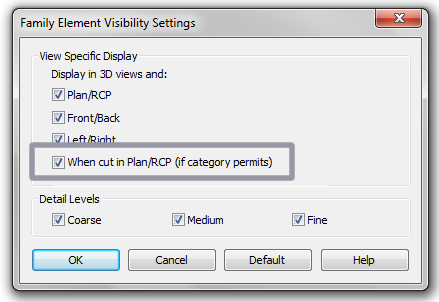 Family Element Visibility Settings
View Specific Display
Display in 3D views and:
Plan/RCP
Front/Back
Left/Right
When cut in Plan/RCP (if category permits)
Detail Levels
Coarse Medium Fine
OK Cancel Default Help